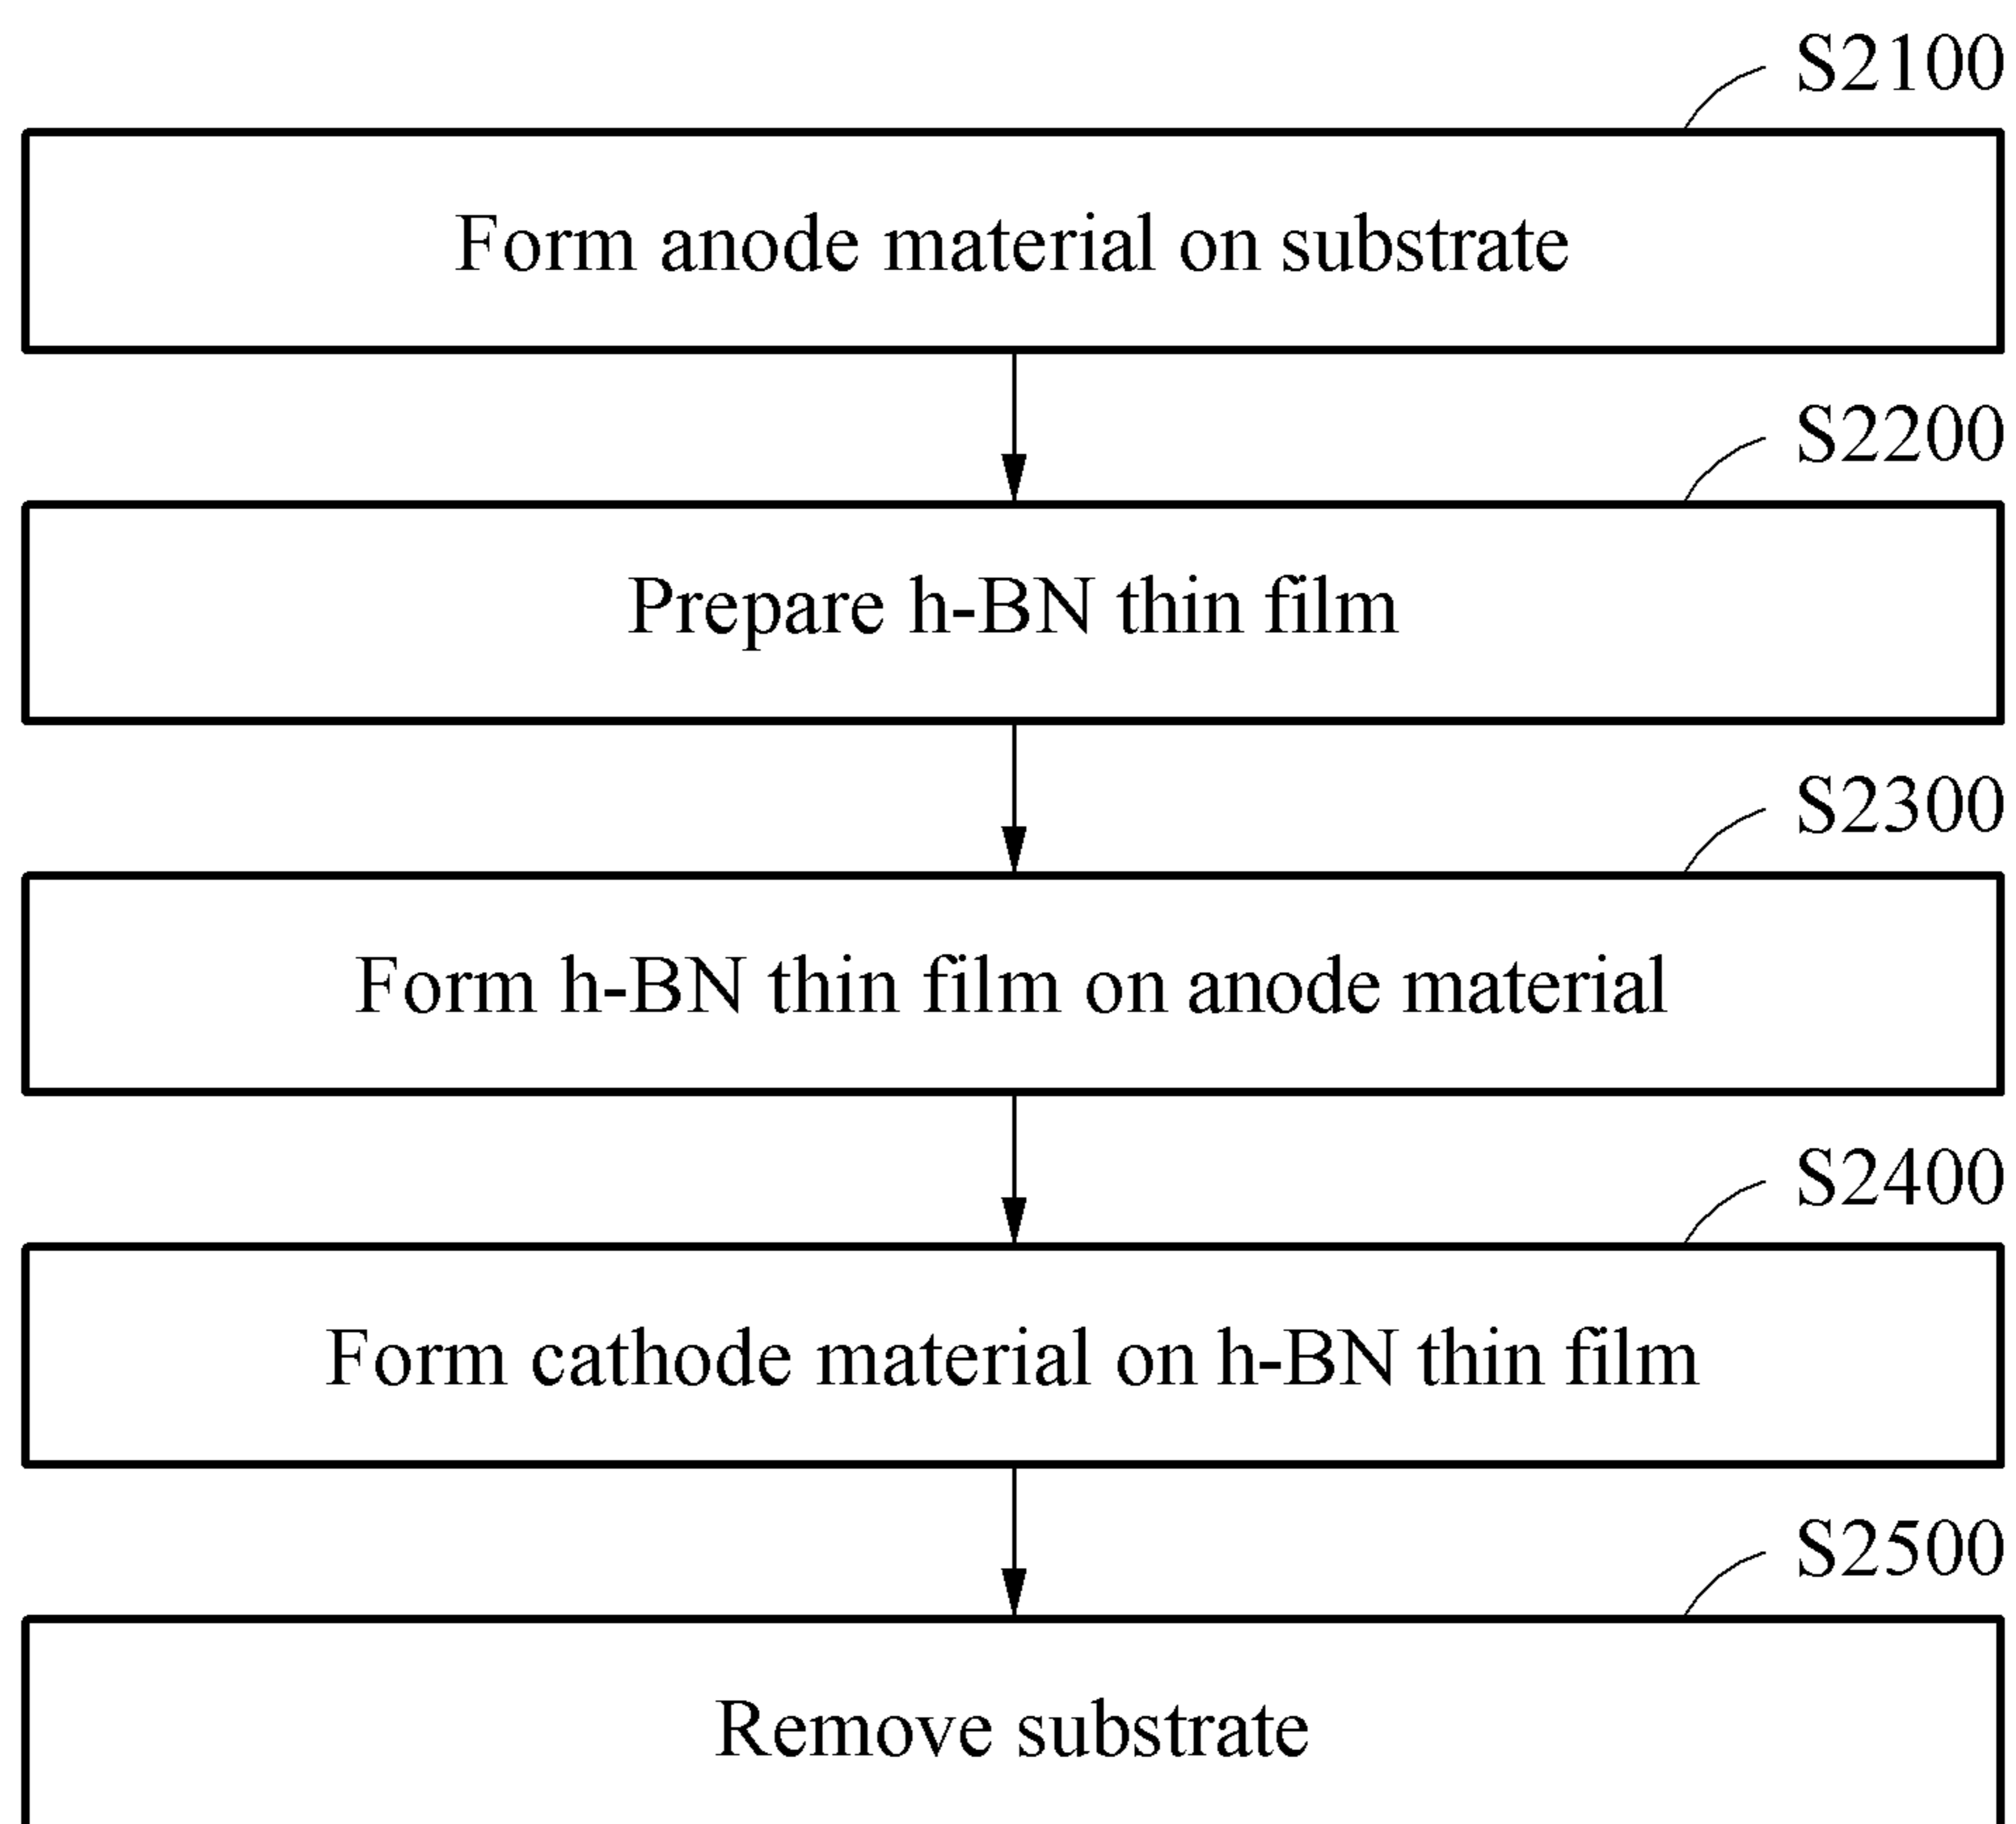 S2100
Form anode material on substrate
S2200
Prepare h-BN thin film
S2300
Form h-BN thin film on anode material
S2400
Form cathode material on h-BN thin film
S2500
Remove substrate